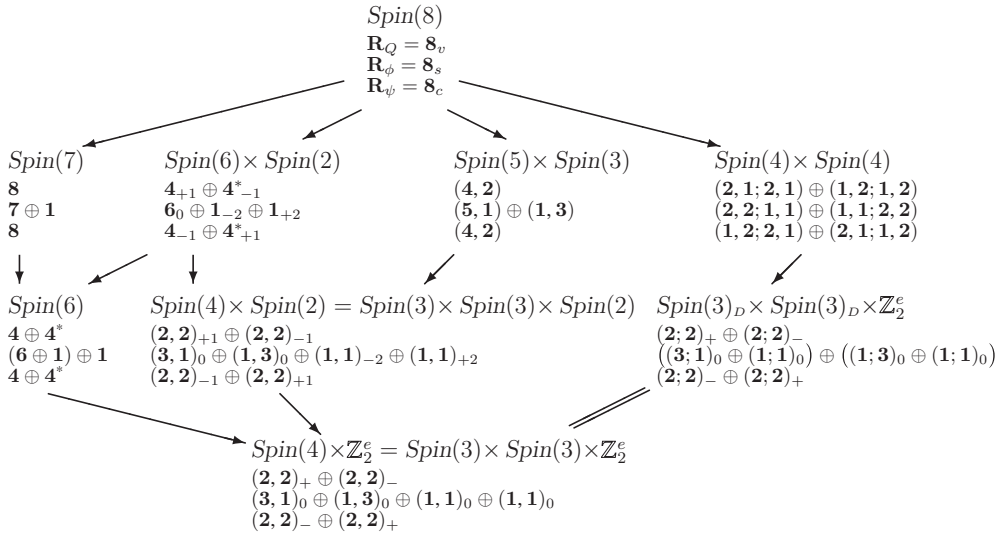 Spin(8)
R_Q = 8_v
R_ϕ = 8_s
R_ψ = 8_c
Spin(7)
8
7 ⊕ 1
8
Spin(6)× Spin(2)
4_{+1} ⊕ 4*_{−1}
6_0 ⊕ 1_{−2} ⊕ 1_{+2}
4_{−1} ⊕ 4*_{+1}
Spin(5)× Spin(3)
(4, 2)
(5, 1) ⊕ (1, 3)
(4, 2)
Spin(4)× Spin(4)
(2, 1; 2, 1) ⊕ (1, 2; 1, 2)
(2, 2; 1, 1) ⊕ (1, 1; 2, 2)
(1, 2; 2, 1) ⊕ (2, 1; 1, 2)
Spin(6)
4 ⊕ 4*
(6 ⊕ 1) ⊕ 1
4 ⊕ 4*
Spin(4)× Spin(2) = Spin(3)× Spin(3)× Spin(2)
(2, 2)_{+1} ⊕ (2, 2)_{−1}
(3, 1)_0 ⊕ (1, 3)_0 ⊕ (1, 1)_{−2} ⊕ (1, 1)_{+2}
(2, 2)_{−1} ⊕ (2, 2)_{+1}
Spin(3)_D× Spin(3)_D×ℤ_2^e
(2; 2)_+ ⊕ (2; 2)_−
((3; 1)_0 ⊕ (1; 1)_0) ⊕ ((1; 3)_0 ⊕ (1; 1)_0)
(2; 2)_− ⊕ (2; 2)_+
Spin(4)×ℤ_2^e = Spin(3)× Spin(3)×ℤ_2^e
(2, 2)_+ ⊕ (2, 2)_−
(3, 1)_0 ⊕ (1, 3)_0 ⊕ (1, 1)_0 ⊕ (1, 1)_0
(2, 2)_− ⊕ (2, 2)_+